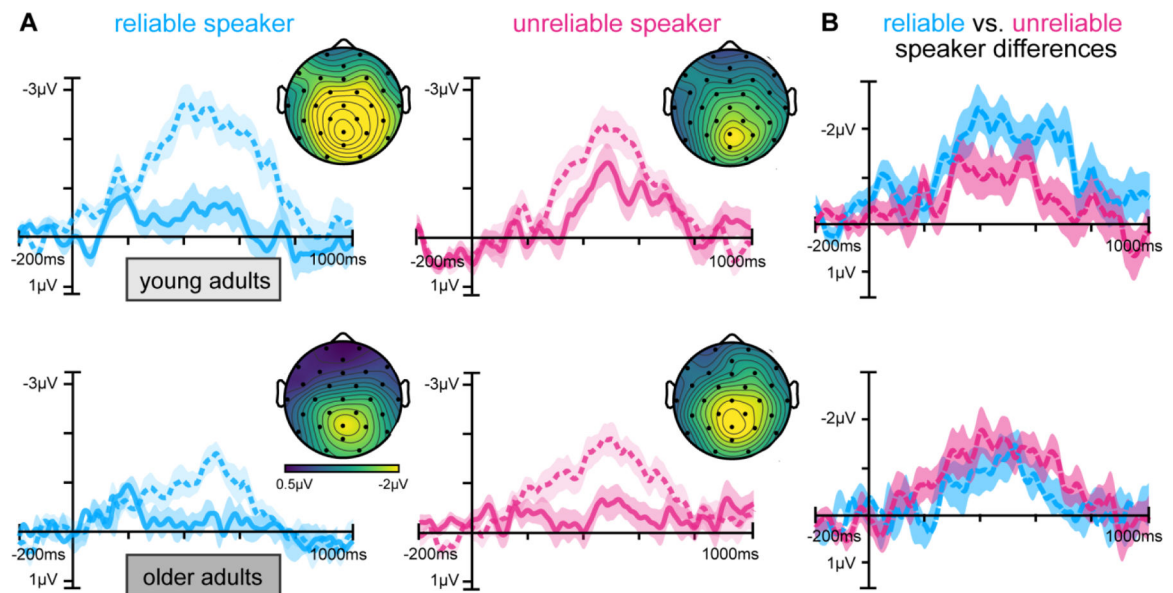 A
reliable speaker
unreliable speaker
B
reliable vs. unreliable
speaker differences
-3µV
-200ms
1000ms
1µV
young adults
-3µV
-200ms
1000ms
1µV
-2µV
-200ms
1000ms
1µV
-3µV
0.5µV
-2µV
-200ms
1000ms
1µV
older adults
-3µV
-200ms
1000ms
1µV
-2µV
-200ms
1000ms
1µV